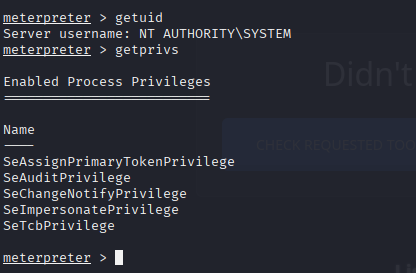 meterpreter > getuid
Server username: NT AUTHORITY\SYSTEM
meterpreter > getprivs
Didn't
Enabled Process Privileges
==========================
Name
----
CHECK REQUESTED TOO
SeAssignPrimaryTokenPrivilege
SeAuditPrivilege
SeChangeNotifyPrivilege
SeImpersonatePrivilege
SeTcbPrivilege
meterpreter >